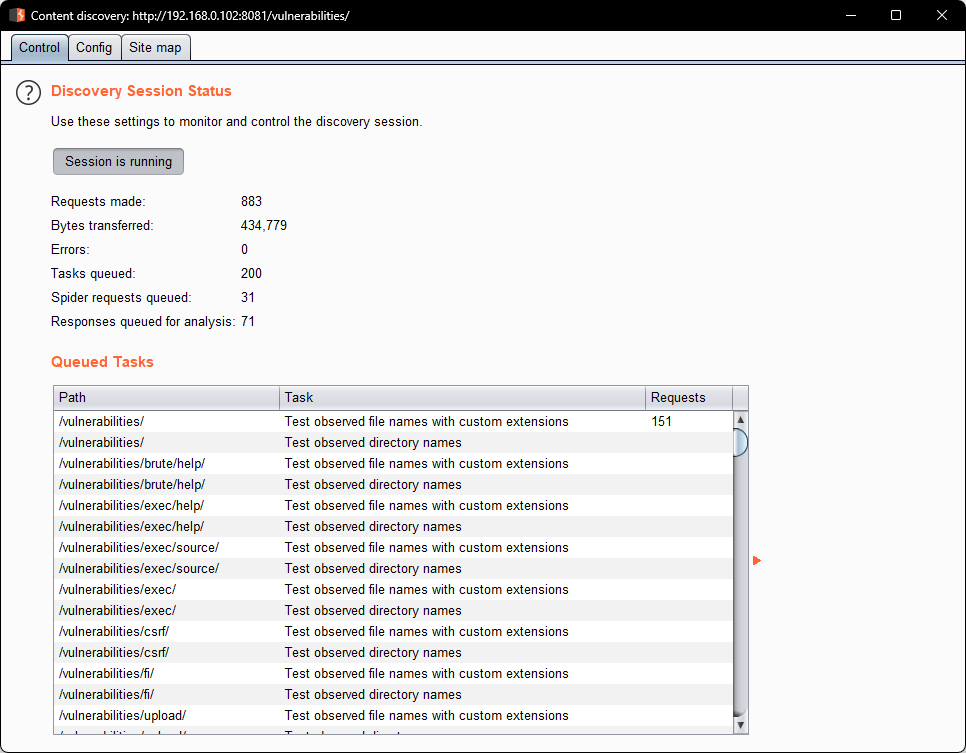 Content discovery: http://192.168.0.102:8081/vulnerabilities/
Control Config Site map
? Discovery Session Status
Use these settings to monitor and control the discovery session.
Session is running
Requests made: 883
Bytes transferred: 434,779
Errors: 0
Tasks queued: 200
Spider requests queued: 31
Responses queued for analysis: 71
Queued Tasks
Path Task Requests
/vulnerabilities/ Test observed file names with custom extensions 151
/vulnerabilities/ Test observed directory names
/vulnerabilities/brute/help/ Test observed file names with custom extensions
/vulnerabilities/brute/help/ Test observed directory names
/vulnerabilities/exec/help/ Test observed file names with custom extensions
/vulnerabilities/exec/help/ Test observed directory names
/vulnerabilities/exec/source/ Test observed file names with custom extensions
/vulnerabilities/exec/source/ Test observed directory names
/vulnerabilities/exec/ Test observed file names with custom extensions
/vulnerabilities/exec/ Test observed directory names
/vulnerabilities/csrf/ Test observed file names with custom extensions
/vulnerabilities/csrf/ Test observed directory names
/vulnerabilities/fi/ Test observed file names with custom extensions
/vulnerabilities/fi/ Test observed directory names
/vulnerabilities/upload/ Test observed file names with custom extensions